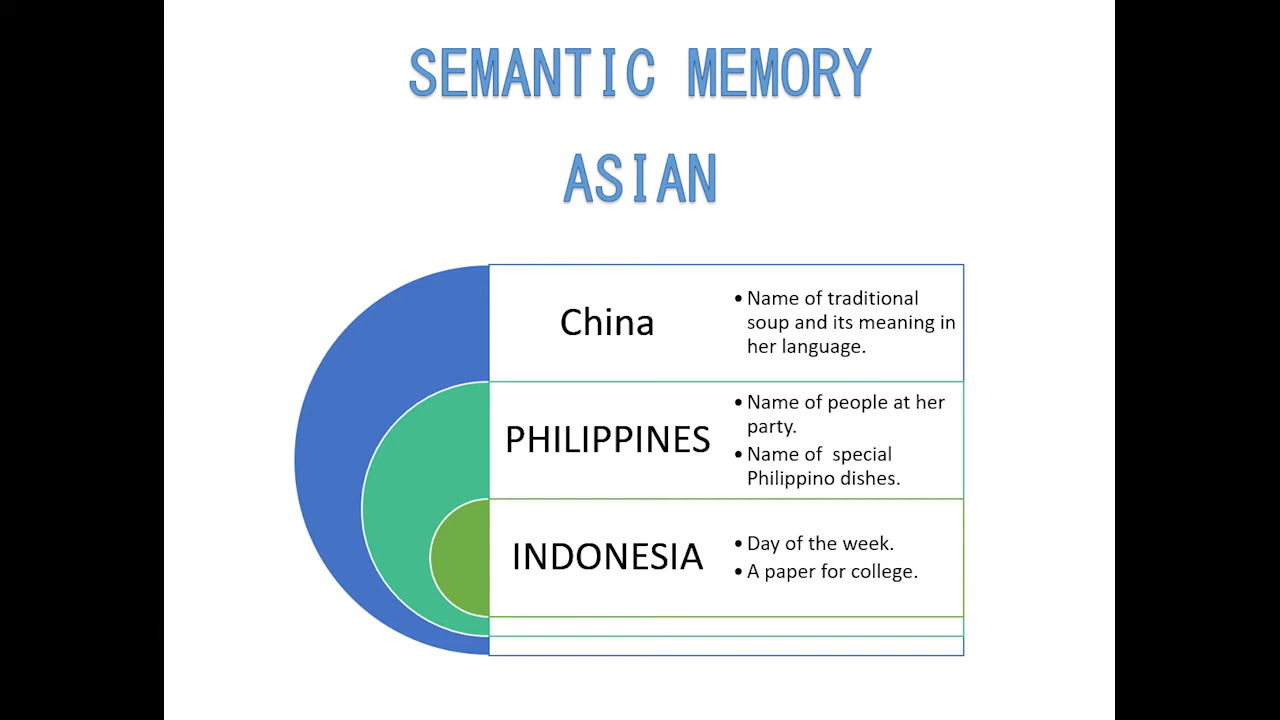 SEMANTIC MEMORY
ASIAN
China
• Name of traditional
soup and its meaning in
her language.
PHILIPPINES
• Name of people at her
party.
• Name of  special
Philippino dishes.
INDONESIA
• Day of the week.
• A paper for college.